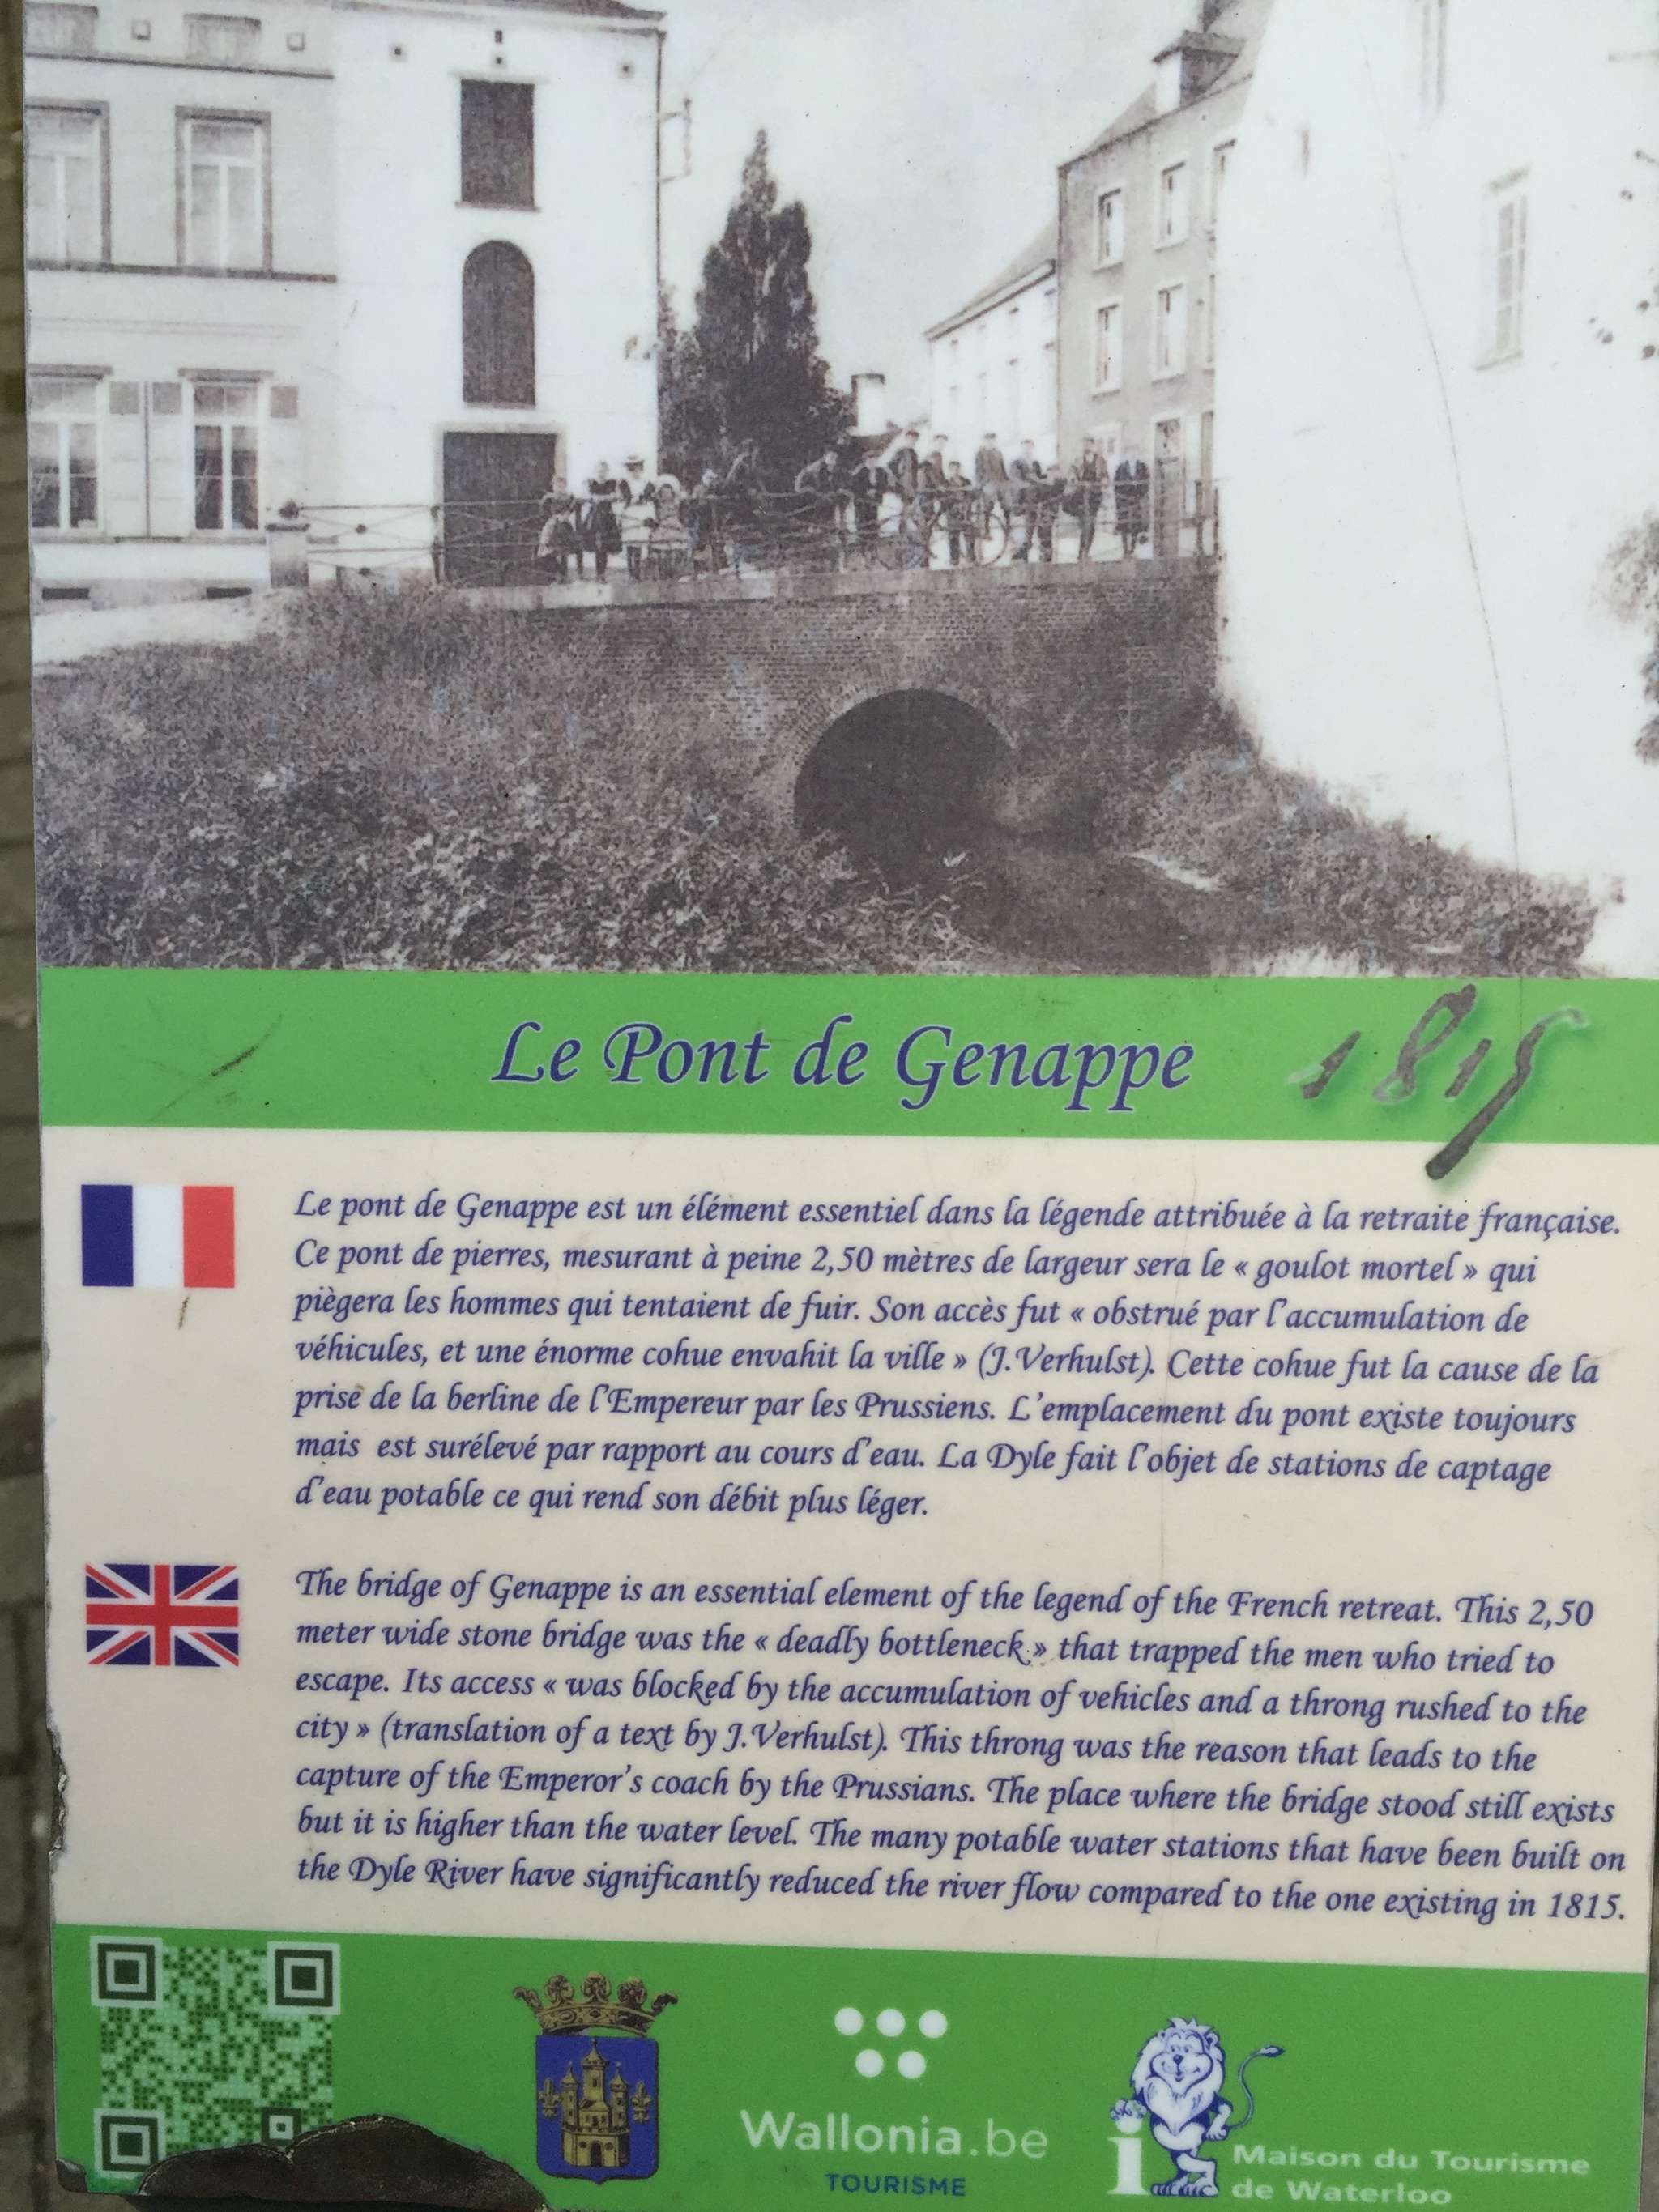 Le Pont de Genappe 1815
Le pont de Genappe est un élément essentiel dans la légende attribuée à la retraite française.
Ce pont de pierres, mesurant à peine 2,50 mètres de largeur sera le « goulot mortel » qui
piègera les hommes qui tentaient de fuir. Son accès fut « obstrué par l'accumulation de
véhicules, et une énorme cohue envahit la ville » (J.Verhulst). Cette cohue fut la cause de la
prise de la berline de l'Empereur par les Prussiens. L'emplacement du pont existe toujours
mais est surélevé par rapport au cours d'eau. La Dyle fait l'objet de stations de captage
d'eau potable ce qui rend son débit plus léger.
The bridge of Genappe is an essential element of the legend of the French retreat. This 2,50
meter wide stone bridge was the « deadly bottleneck » that trapped the men who tried to
escape. Its access « was blocked by the accumulation of vehicles and a throng rushed to the
city » (translation of a text by J.Verhulst). This throng was the reason that leads to the
capture of the Emperor's coach by the Prussians. The place where the bridge stood still exists
but it is higher than the water level. The many potable water stations that have been built on
the Dyle River have significantly reduced the river flow compared to the one existing in 1815.
Wallonia.be
TOURISME
i
Maison du Tourisme
de Waterloo